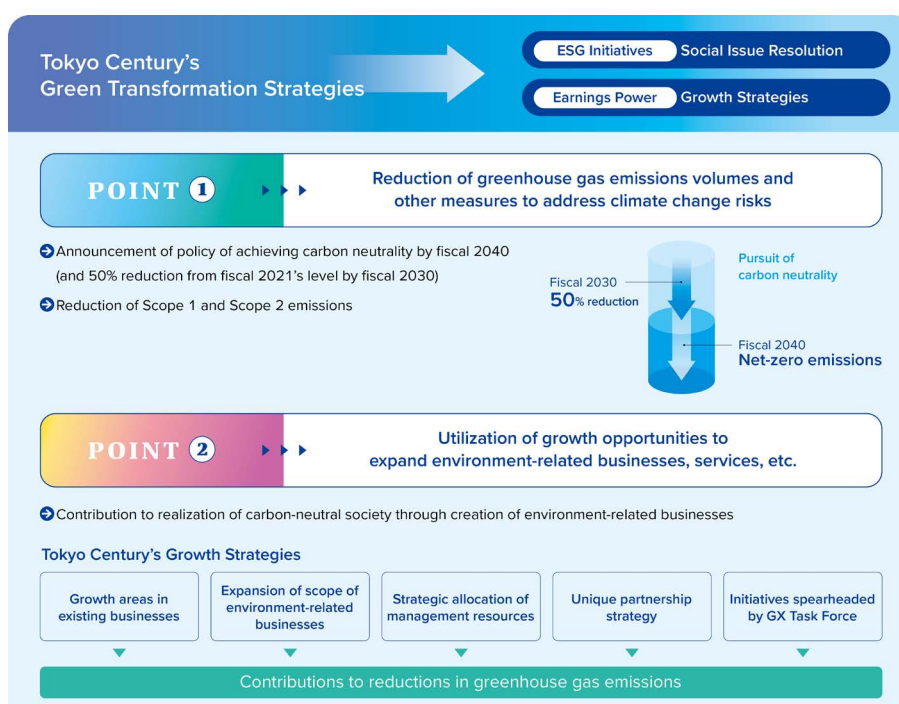 Tokyo Century's
Green Transformation Strategies
ESG Initiatives Social Issue Resolution
Earnings Power Growth Strategies
POINT 1
Reduction of greenhouse gas emissions volumes and
other measures to address climate change risks
Announcement of policy of achieving carbon neutrality by fiscal 2040
(and 50% reduction from fiscal 2021's level by fiscal 2030)
Reduction of Scope 1 and Scope 2 emissions
Fiscal 2030
50% reduction
Pursuit of
carbon neutrality
Fiscal 2040
Net-zero emissions
POINT 2
Utilization of growth opportunities to
expand environment-related businesses, services, etc.
Contribution to realization of carbon-neutral society through creation of environment-related businesses
Tokyo Century's Growth Strategies
Growth areas in
existing businesses
Expansion of scope of
environment-related
businesses
Strategic allocation of
management resources
Unique partnership
strategy
Initiatives spearheaded
by GX Task Force
Contributions to reductions in greenhouse gas emissions